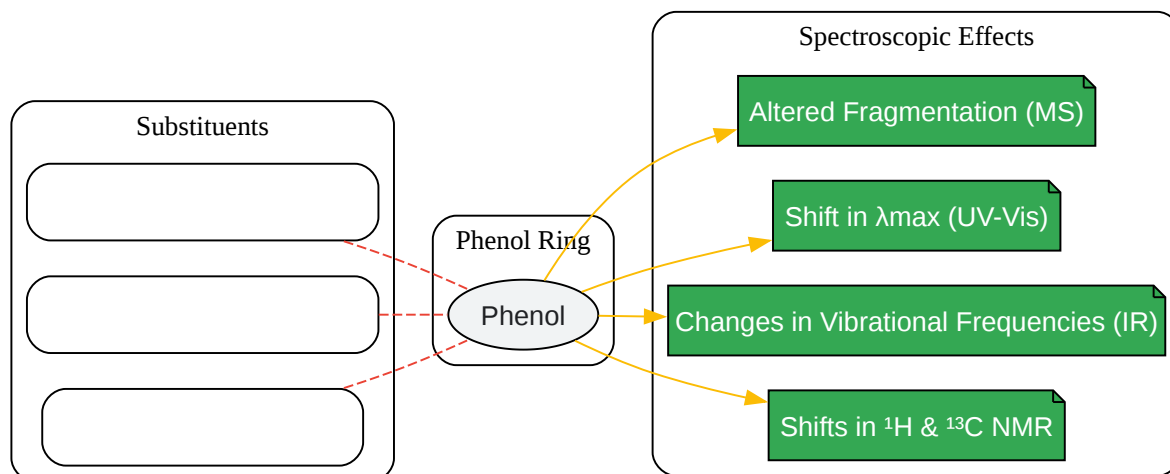 Substituents
Phenol Ring
Phenol
Spectroscopic Effects
Altered Fragmentation (MS)
Shift in λmax (UV-Vis)
Changes in Vibrational Frequencies (IR)
Shifts in ¹H & ¹³C NMR